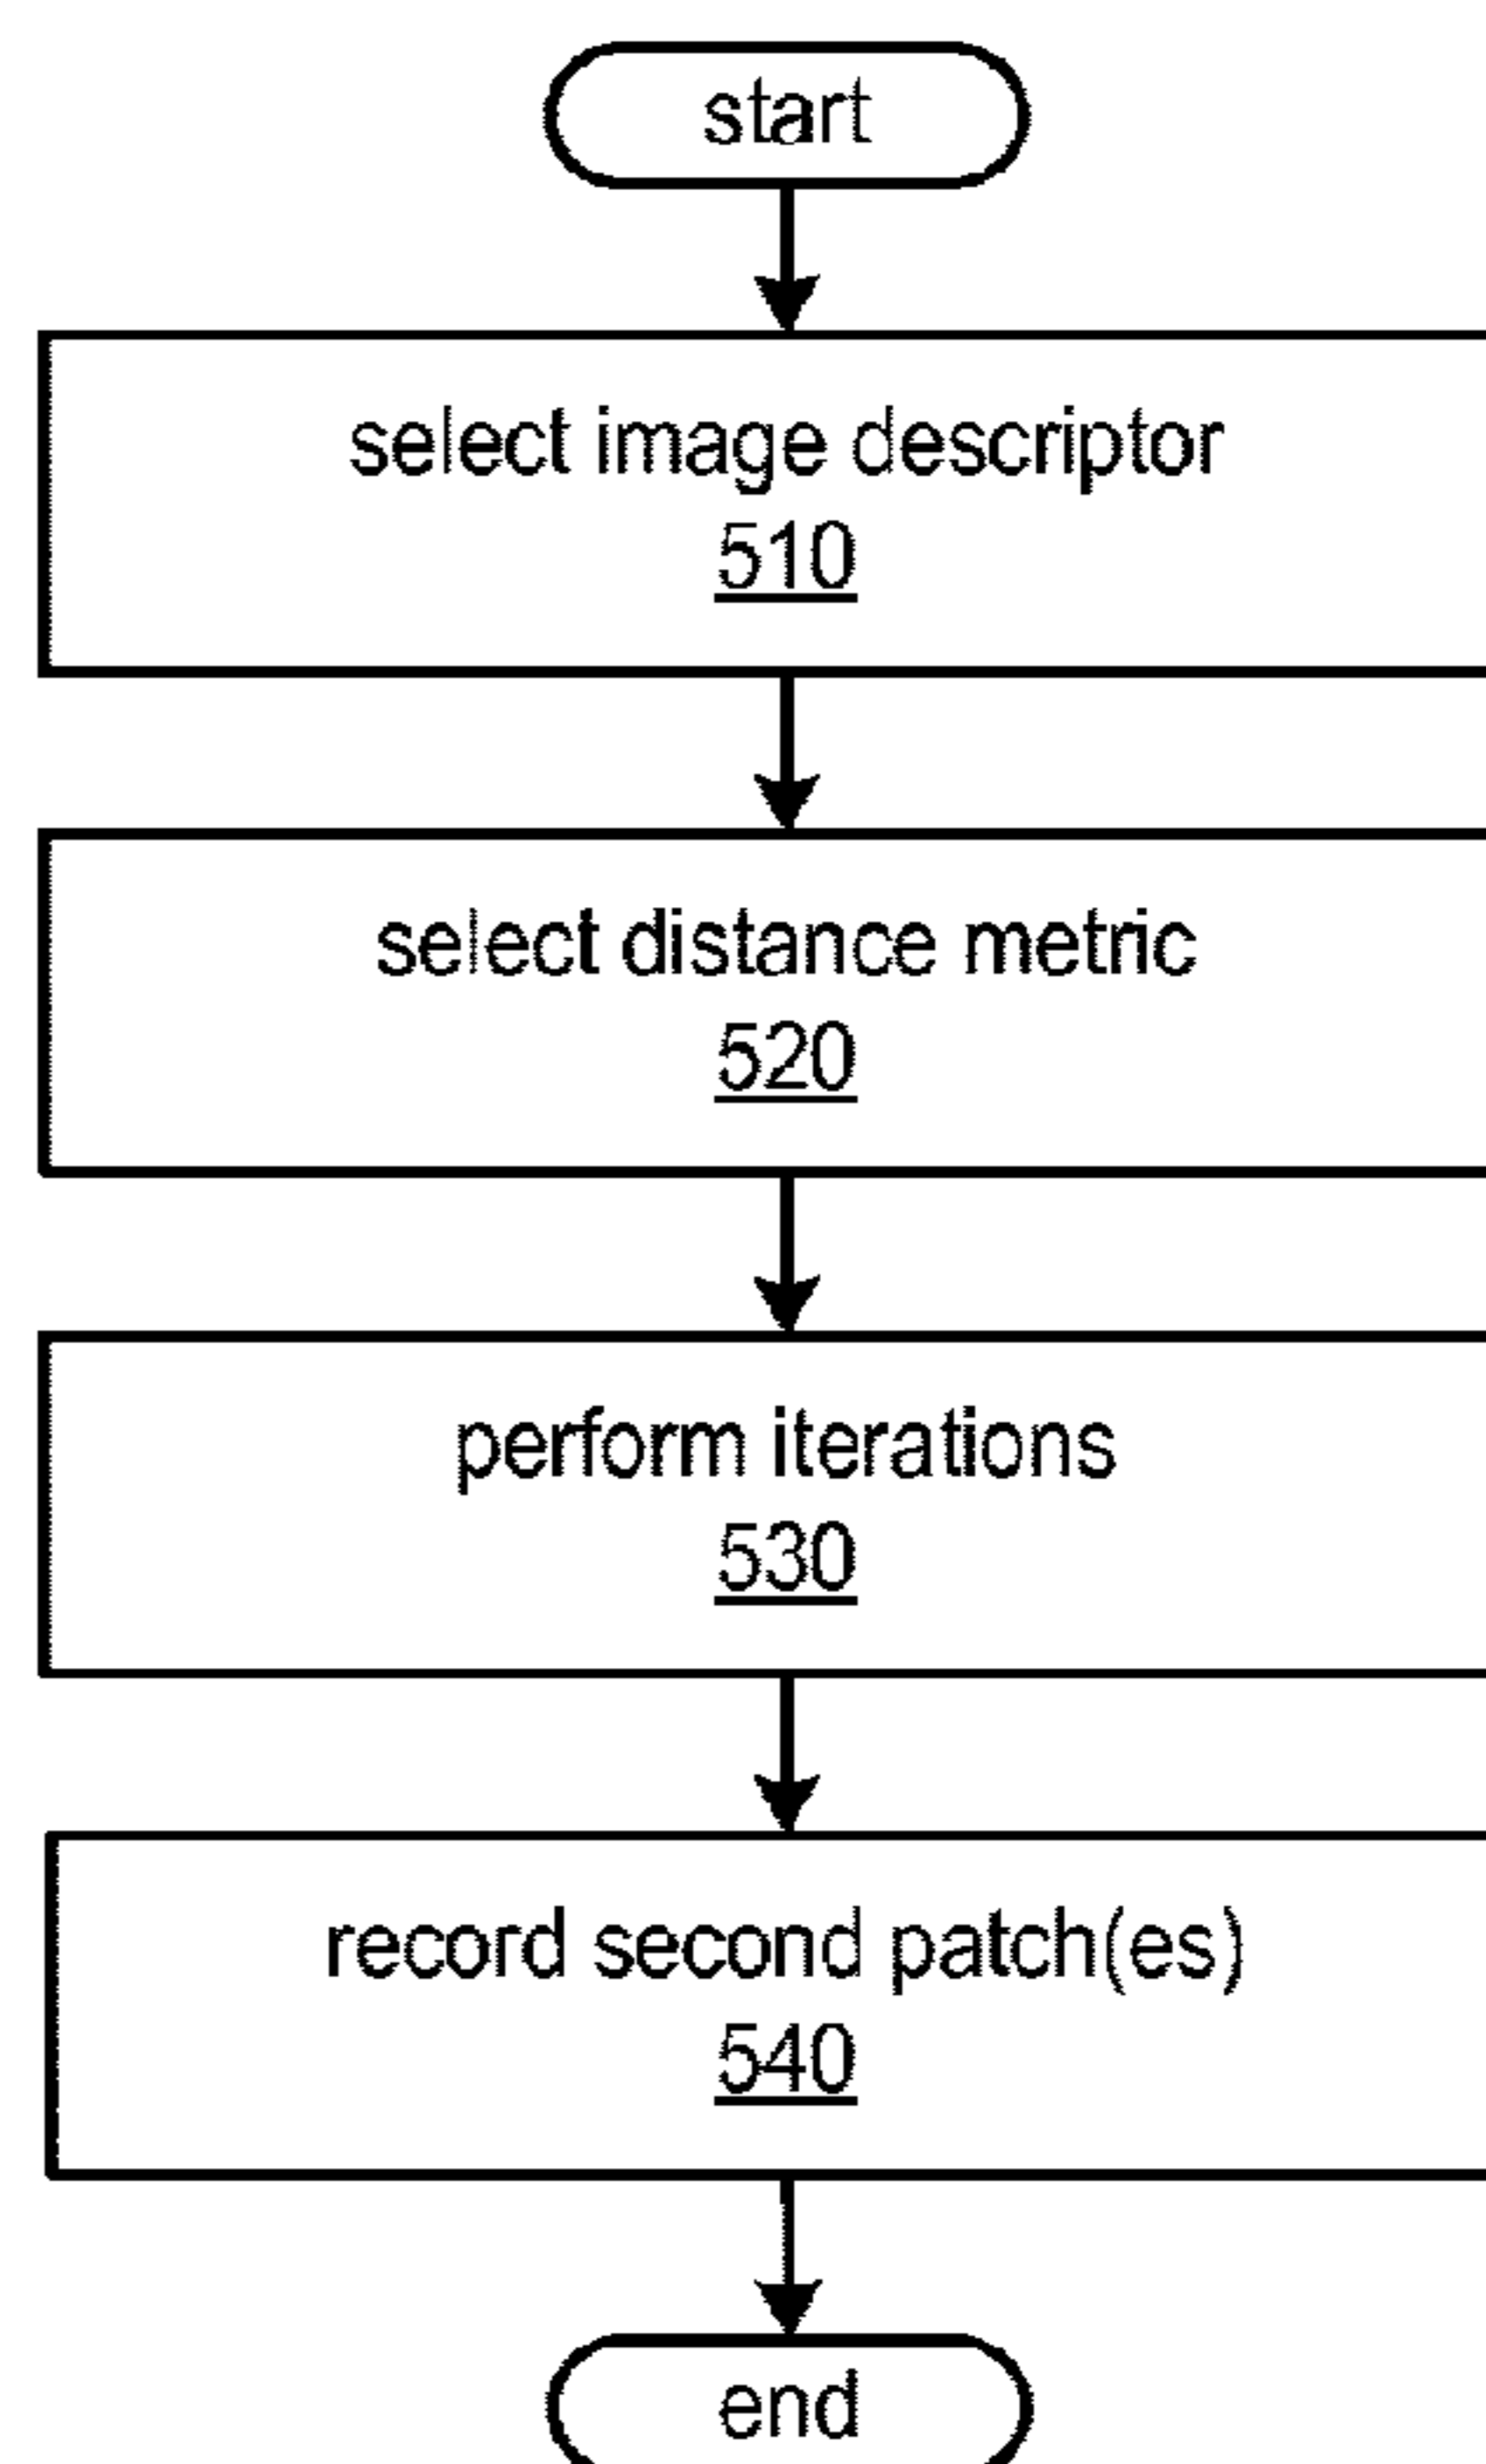 start
select image descriptor
510
select distance metric
520
perform iterations
530
record second patch(es)
540
end